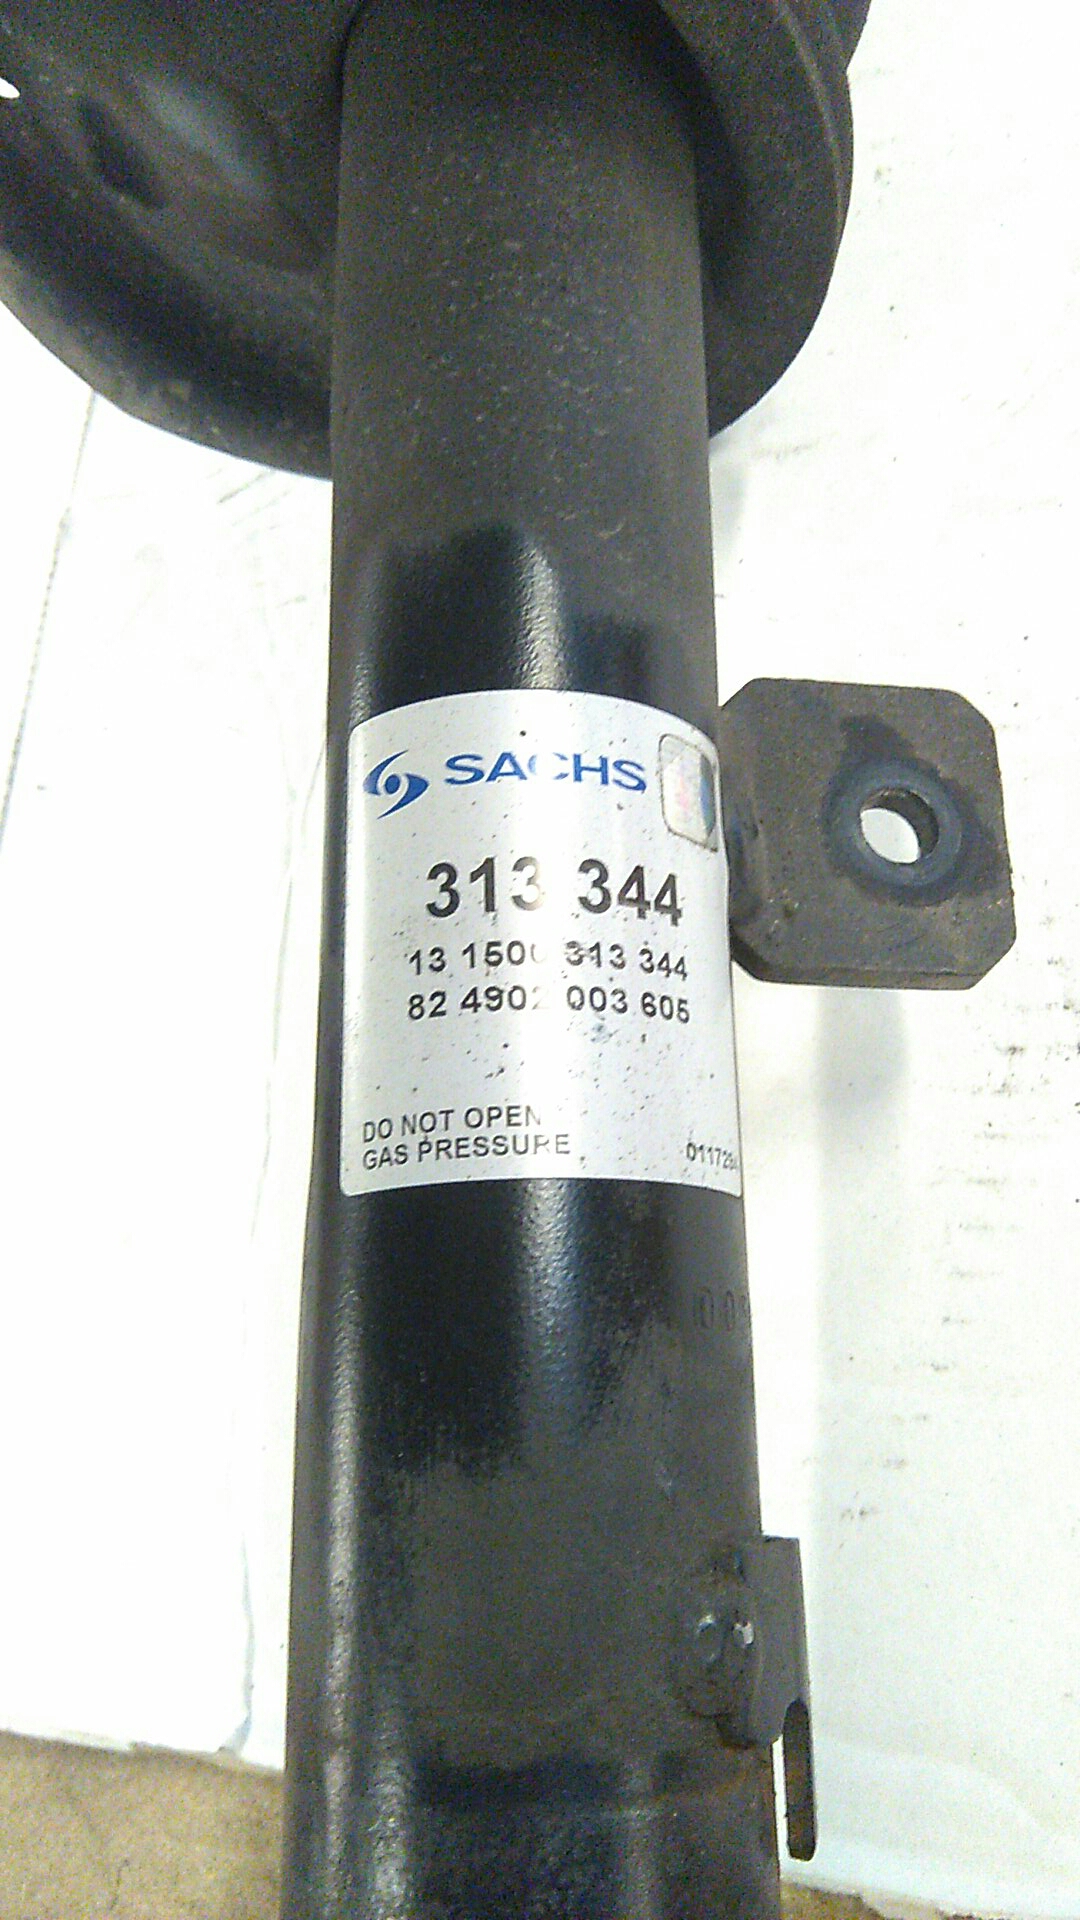 SACHS
313 344
13 1500 313 344
82 4902 003 605
DO NOT OPEN
GAS PRESSURE